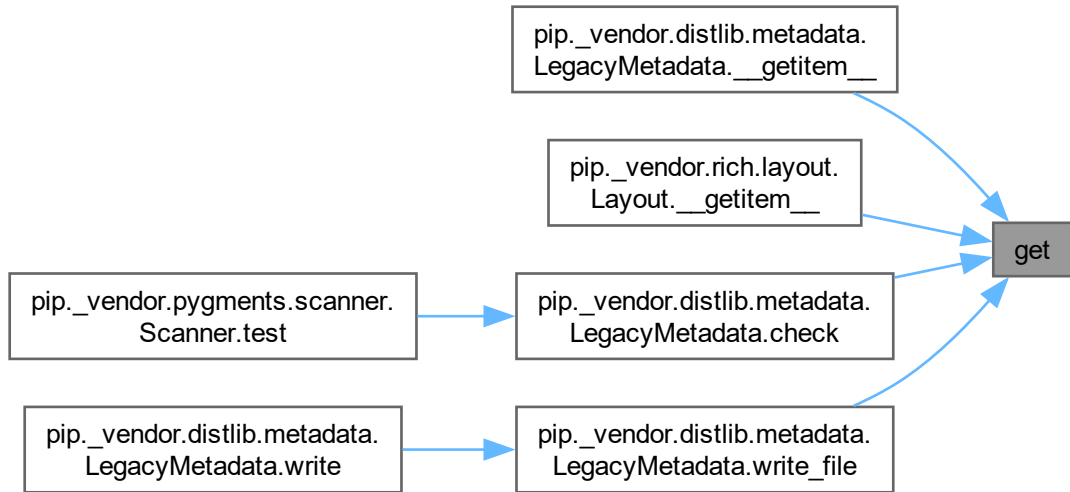 pip._vendor.distlib.metadata.
LegacyMetadata.__getitem__
pip._vendor.rich.layout.
Layout.__getitem__
get
pip._vendor.pygments.scanner.
Scanner.test
pip._vendor.distlib.metadata.
LegacyMetadata.check
pip._vendor.distlib.metadata.
LegacyMetadata.write
pip._vendor.distlib.metadata.
LegacyMetadata.write_file